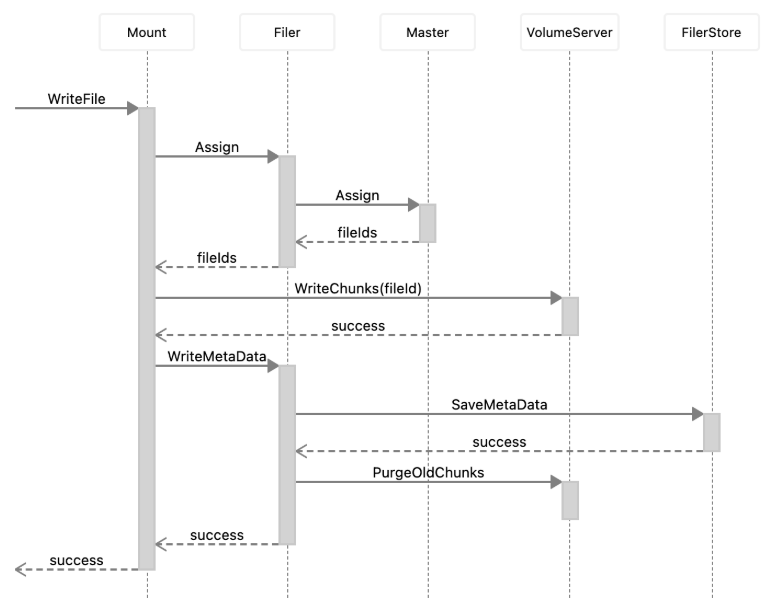 Mount Filer Master VolumeServer FilerStore
WriteFile
Assign
Assign
fileIds
fileIds
WriteChunks(fileId)
success
WriteMetaData
SaveMetaData
success
PurgeOldChunks
success
success